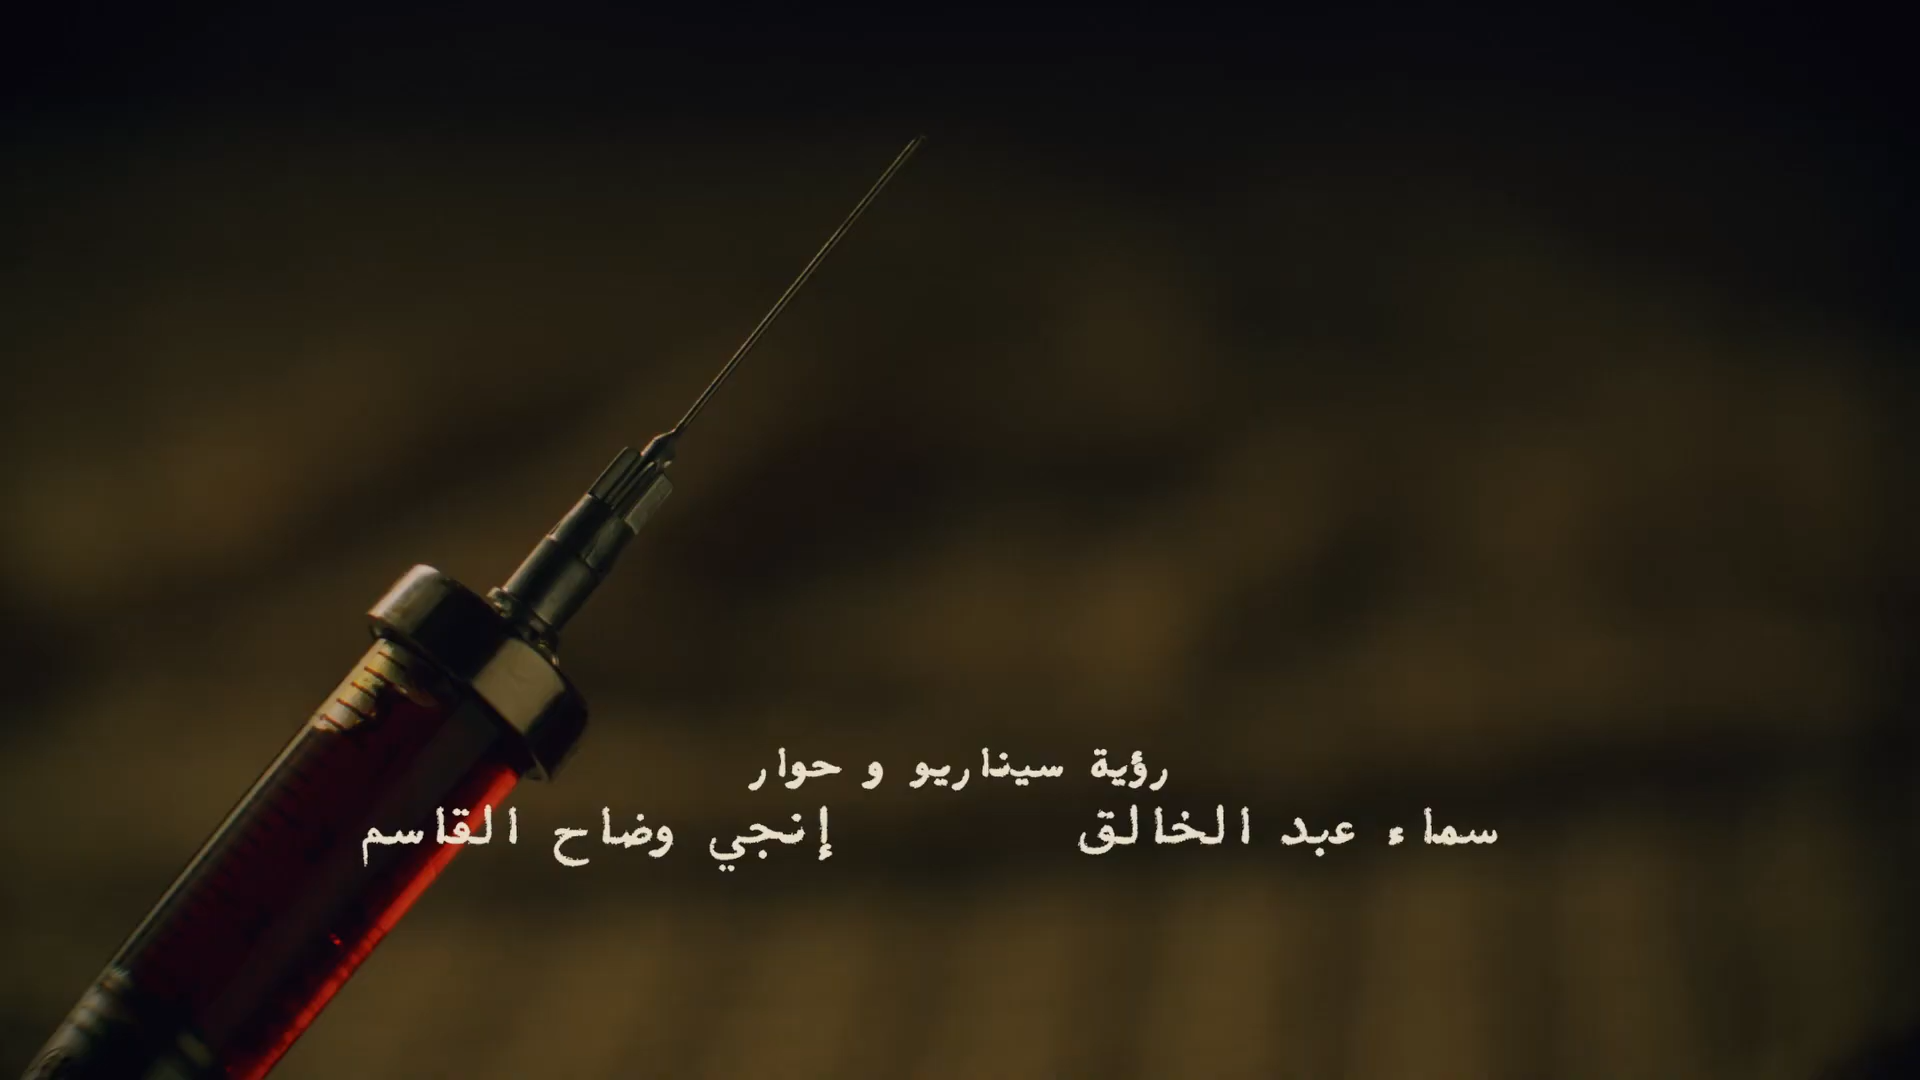 رؤية سيناريو و حوار
سماء عبد الخالق إنجي وضاح القاسم